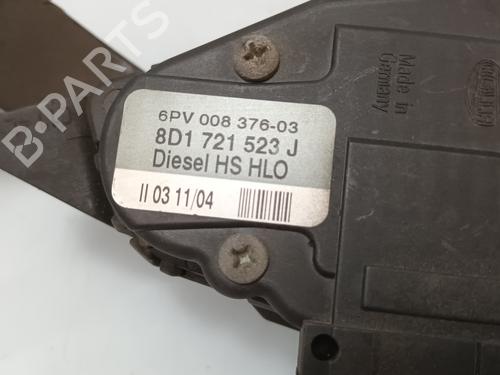 6PV 008 376-03
8D1 721 523 J
Diesel HS HLO
II 03 11/04
Made in
Germany
B-PARTS